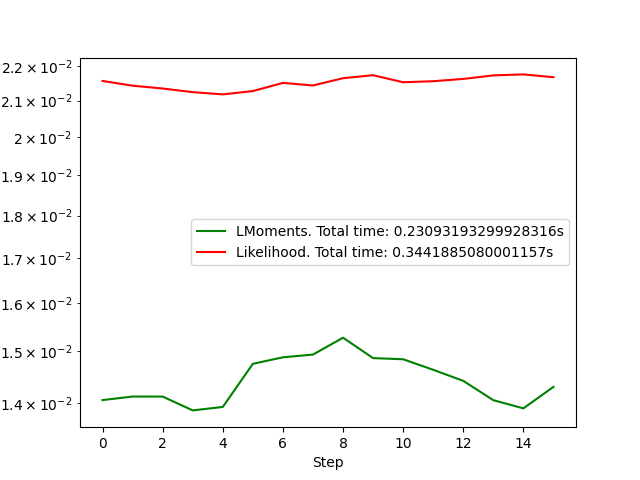 2.2 × 10⁻²
2.1 × 10⁻²
2 × 10⁻²
1.9 × 10⁻²
1.8 × 10⁻²
1.7 × 10⁻²
1.6 × 10⁻²
1.5 × 10⁻²
1.4 × 10⁻²
LMoments. Total time: 0.23093193299928316s
Likelihood. Total time: 0.3441885080001157s
0 2 4 6 8 10 12 14
Step